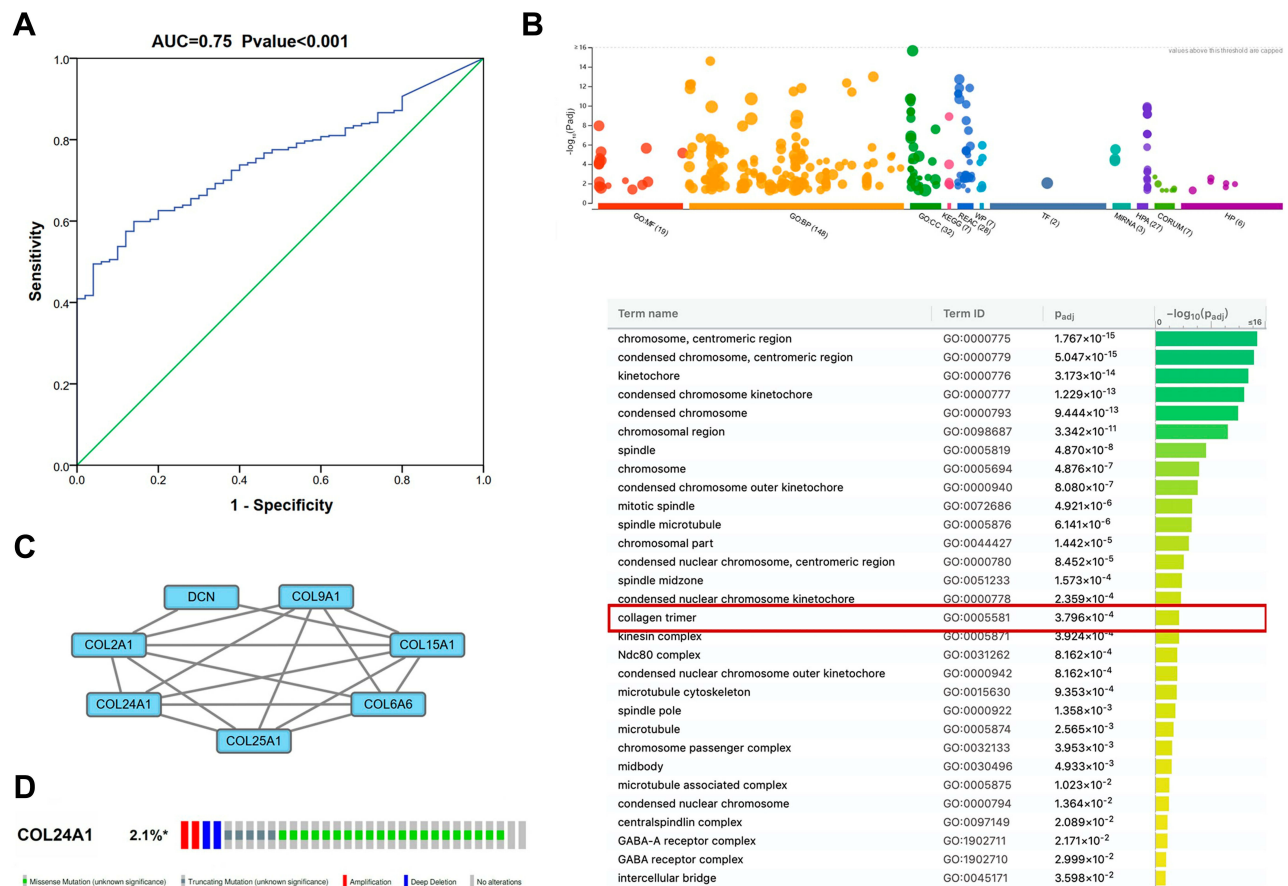 A
AUC=0.75 Pvalue<0.001
1.0
0.8
0.6
0.4
0.2
0.0
0.0 0.2 0.4 0.6 0.8 1.0
Sensitivity
1 - Specificity
B
values above this threshold are capped
≥16
14
12
10
8
6
4
2
0
-log₁₀(Padj)
GO:MF (19) GO:BP (148) GO:CC (32) KEGG (7) REAC (28) WP (7) TF (2) MIRNA (3) HPA (27) CORUM (7) HP (6)
Term name Term ID padj 0 −log₁₀(padj) ≤16
chromosome, centromeric region GO:0000775 1.767×10⁻¹⁵
condensed chromosome, centromeric region GO:0000779 5.047×10⁻¹⁵
kinetochore GO:0000776 3.173×10⁻¹⁴
condensed chromosome kinetochore GO:0000777 1.229×10⁻¹³
condensed chromosome GO:0000793 9.444×10⁻¹³
chromosomal region GO:0098687 3.342×10⁻¹¹
spindle GO:0005819 4.870×10⁻⁸
chromosome GO:0005694 4.876×10⁻⁷
condensed chromosome outer kinetochore GO:0000940 8.080×10⁻⁷
mitotic spindle GO:0072686 4.921×10⁻⁶
spindle microtubule GO:0005876 6.141×10⁻⁶
chromosomal part GO:0044427 1.442×10⁻⁵
condensed nuclear chromosome, centromeric region GO:0000780 8.452×10⁻⁵
spindle midzone GO:0051233 1.573×10⁻⁴
condensed nuclear chromosome kinetochore GO:0000778 2.359×10⁻⁴
collagen trimer GO:0005581 3.796×10⁻⁴
kinesin complex GO:0005871 3.924×10⁻⁴
Ndc80 complex GO:0031262 8.162×10⁻⁴
condensed nuclear chromosome outer kinetochore GO:0000942 8.162×10⁻⁴
microtubule cytoskeleton GO:0015630 9.353×10⁻⁴
spindle pole GO:0000922 1.358×10⁻³
microtubule GO:0005874 2.565×10⁻³
chromosome passenger complex GO:0032133 3.953×10⁻³
midbody GO:0030496 4.933×10⁻³
microtubule associated complex GO:0005875 1.023×10⁻²
condensed nuclear chromosome GO:0000794 1.364×10⁻²
centralspindlin complex GO:0097149 2.089×10⁻²
GABA-A receptor complex GO:1902711 2.171×10⁻²
GABA receptor complex GO:1902710 2.999×10⁻²
intercellular bridge GO:0045171 3.598×10⁻²
C
DCN COL9A1
COL2A1 COL15A1
COL24A1 COL6A6
COL25A1
D
COL24A1 2.1%*
Missense Mutation (unknown significance) Truncating Mutation (unknown significance) Amplification Deep Deletion No alterations